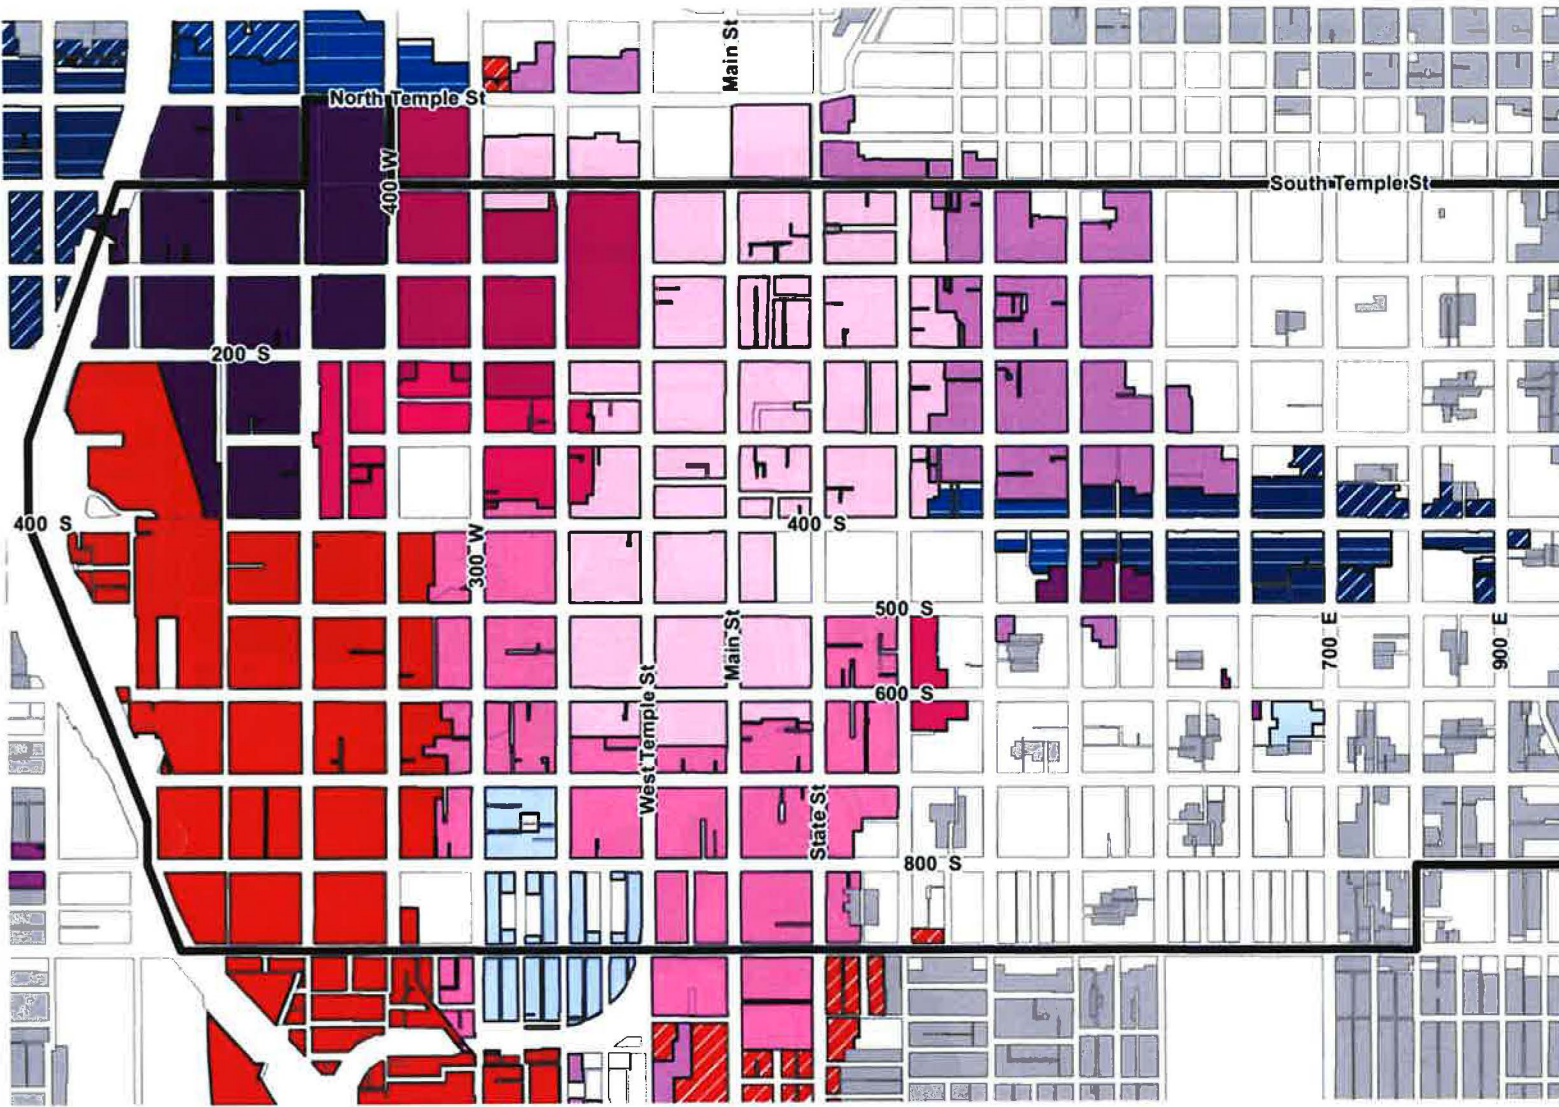 Main St
North Temple St
400 W
South Temple St
200 S
400 S
400 S
300 W
500 S
Main St
700 E
900 E
600 S
West Temple St
State St
800 S